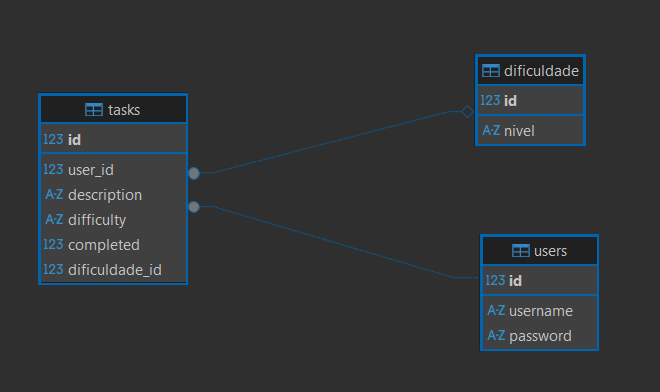 tasks
123 id
123 user_id
A-Z description
A-Z difficulty
123 completed
123 dificuldade_id
dificuldade
123 id
A-Z nivel
users
123 id
A-Z username
A-Z password